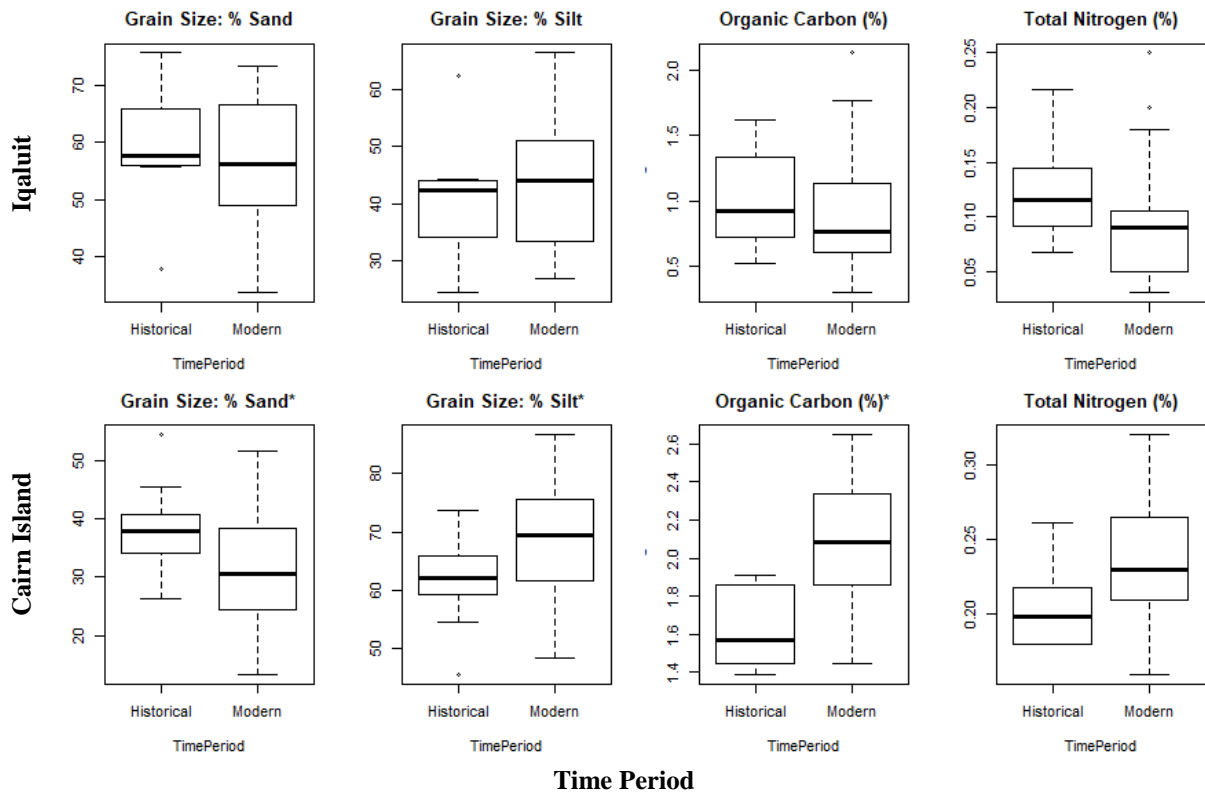 Grain Size: % Sand
Grain Size: % Silt
Organic Carbon (%)
Total Nitrogen (%)
Iqaluit
70
60
50
40
60
50
40
30
2.0
1.5
1.0
0.5
0.25
0.20
0.15
0.10
0.05
Historical Modern
Historical Modern
Historical Modern
Historical Modern
TimePeriod
TimePeriod
TimePeriod
TimePeriod
Grain Size: % Sand*
Grain Size: % Silt*
Organic Carbon (%)*
Total Nitrogen (%)
Cairn Island
50
40
30
20
80
70
60
50
2.6
2.4
2.2
2.0
1.8
1.6
1.4
0.30
0.25
0.20
Historical Modern
Historical Modern
Historical Modern
Historical Modern
TimePeriod
TimePeriod
TimePeriod
TimePeriod
Time Period